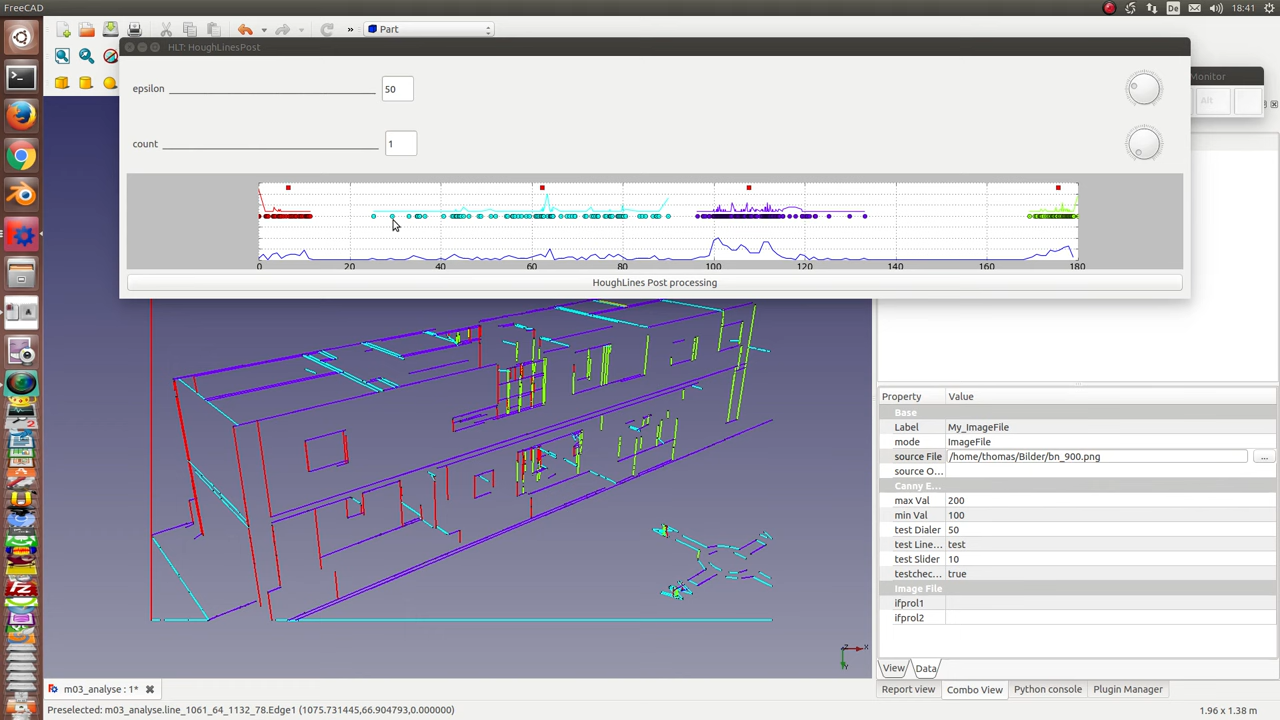 FreeCAD
De
18:41
»
Part
HLT: HoughLinesPost
Monitor
epsilon
50
Alt
count
1
0 20 40 60 80 100 120 140 160 180
HoughLines Post processing
Property Value
Base
Label My_ImageFile
mode ImageFile
source File /home/thomas/Bilder/bn_900.png ...
source O...
Canny E...
max Val 200
min Val 100
test Dialer 50
test Line... test
test Slider 10
testchec... true
Image File
ifprol1
ifprol2
View Data
m03_analyse : 1*
Report view Combo View Python console Plugin Manager
Preselected: m03_analyse.line_1061_64_1132_78.Edge1 (1075.731445,66.904793,0.000000)
1.96 x 1.38 m